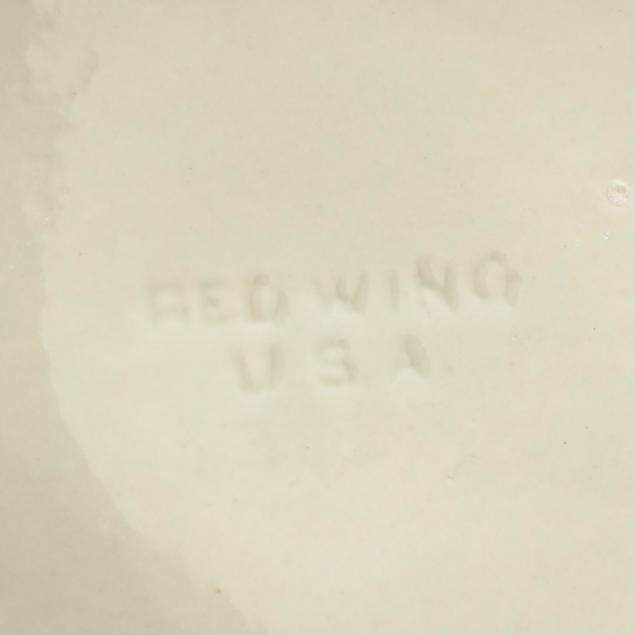 RED WING
U S A.